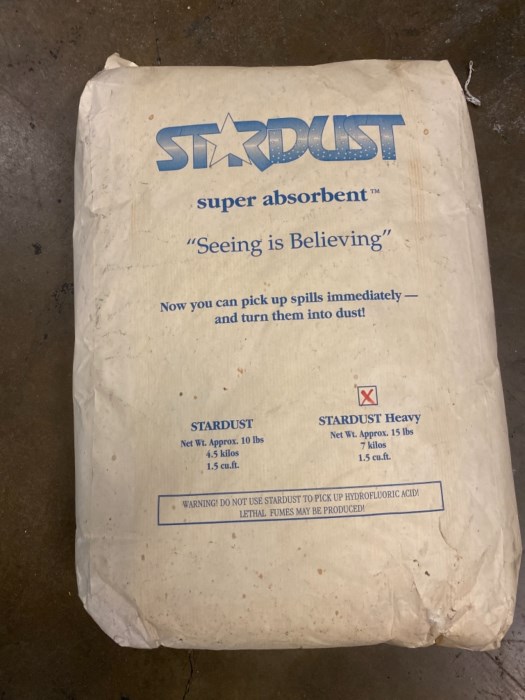 STARDUST
super absorbent™
“Seeing is Believing”
Now you can pick up spills immediately —
and turn them into dust!
STARDUST
Net Wt. Approx. 10 lbs
4.5 kilos
1.5 cu.ft.
X
STARDUST Heavy
Net Wt. Approx. 15 lbs
7 kilos
1.5 cu.ft.
WARNING! DO NOT USE STARDUST TO PICK UP HYDROFLUORIC ACID!
LETHAL FUMES MAY BE PRODUCED!